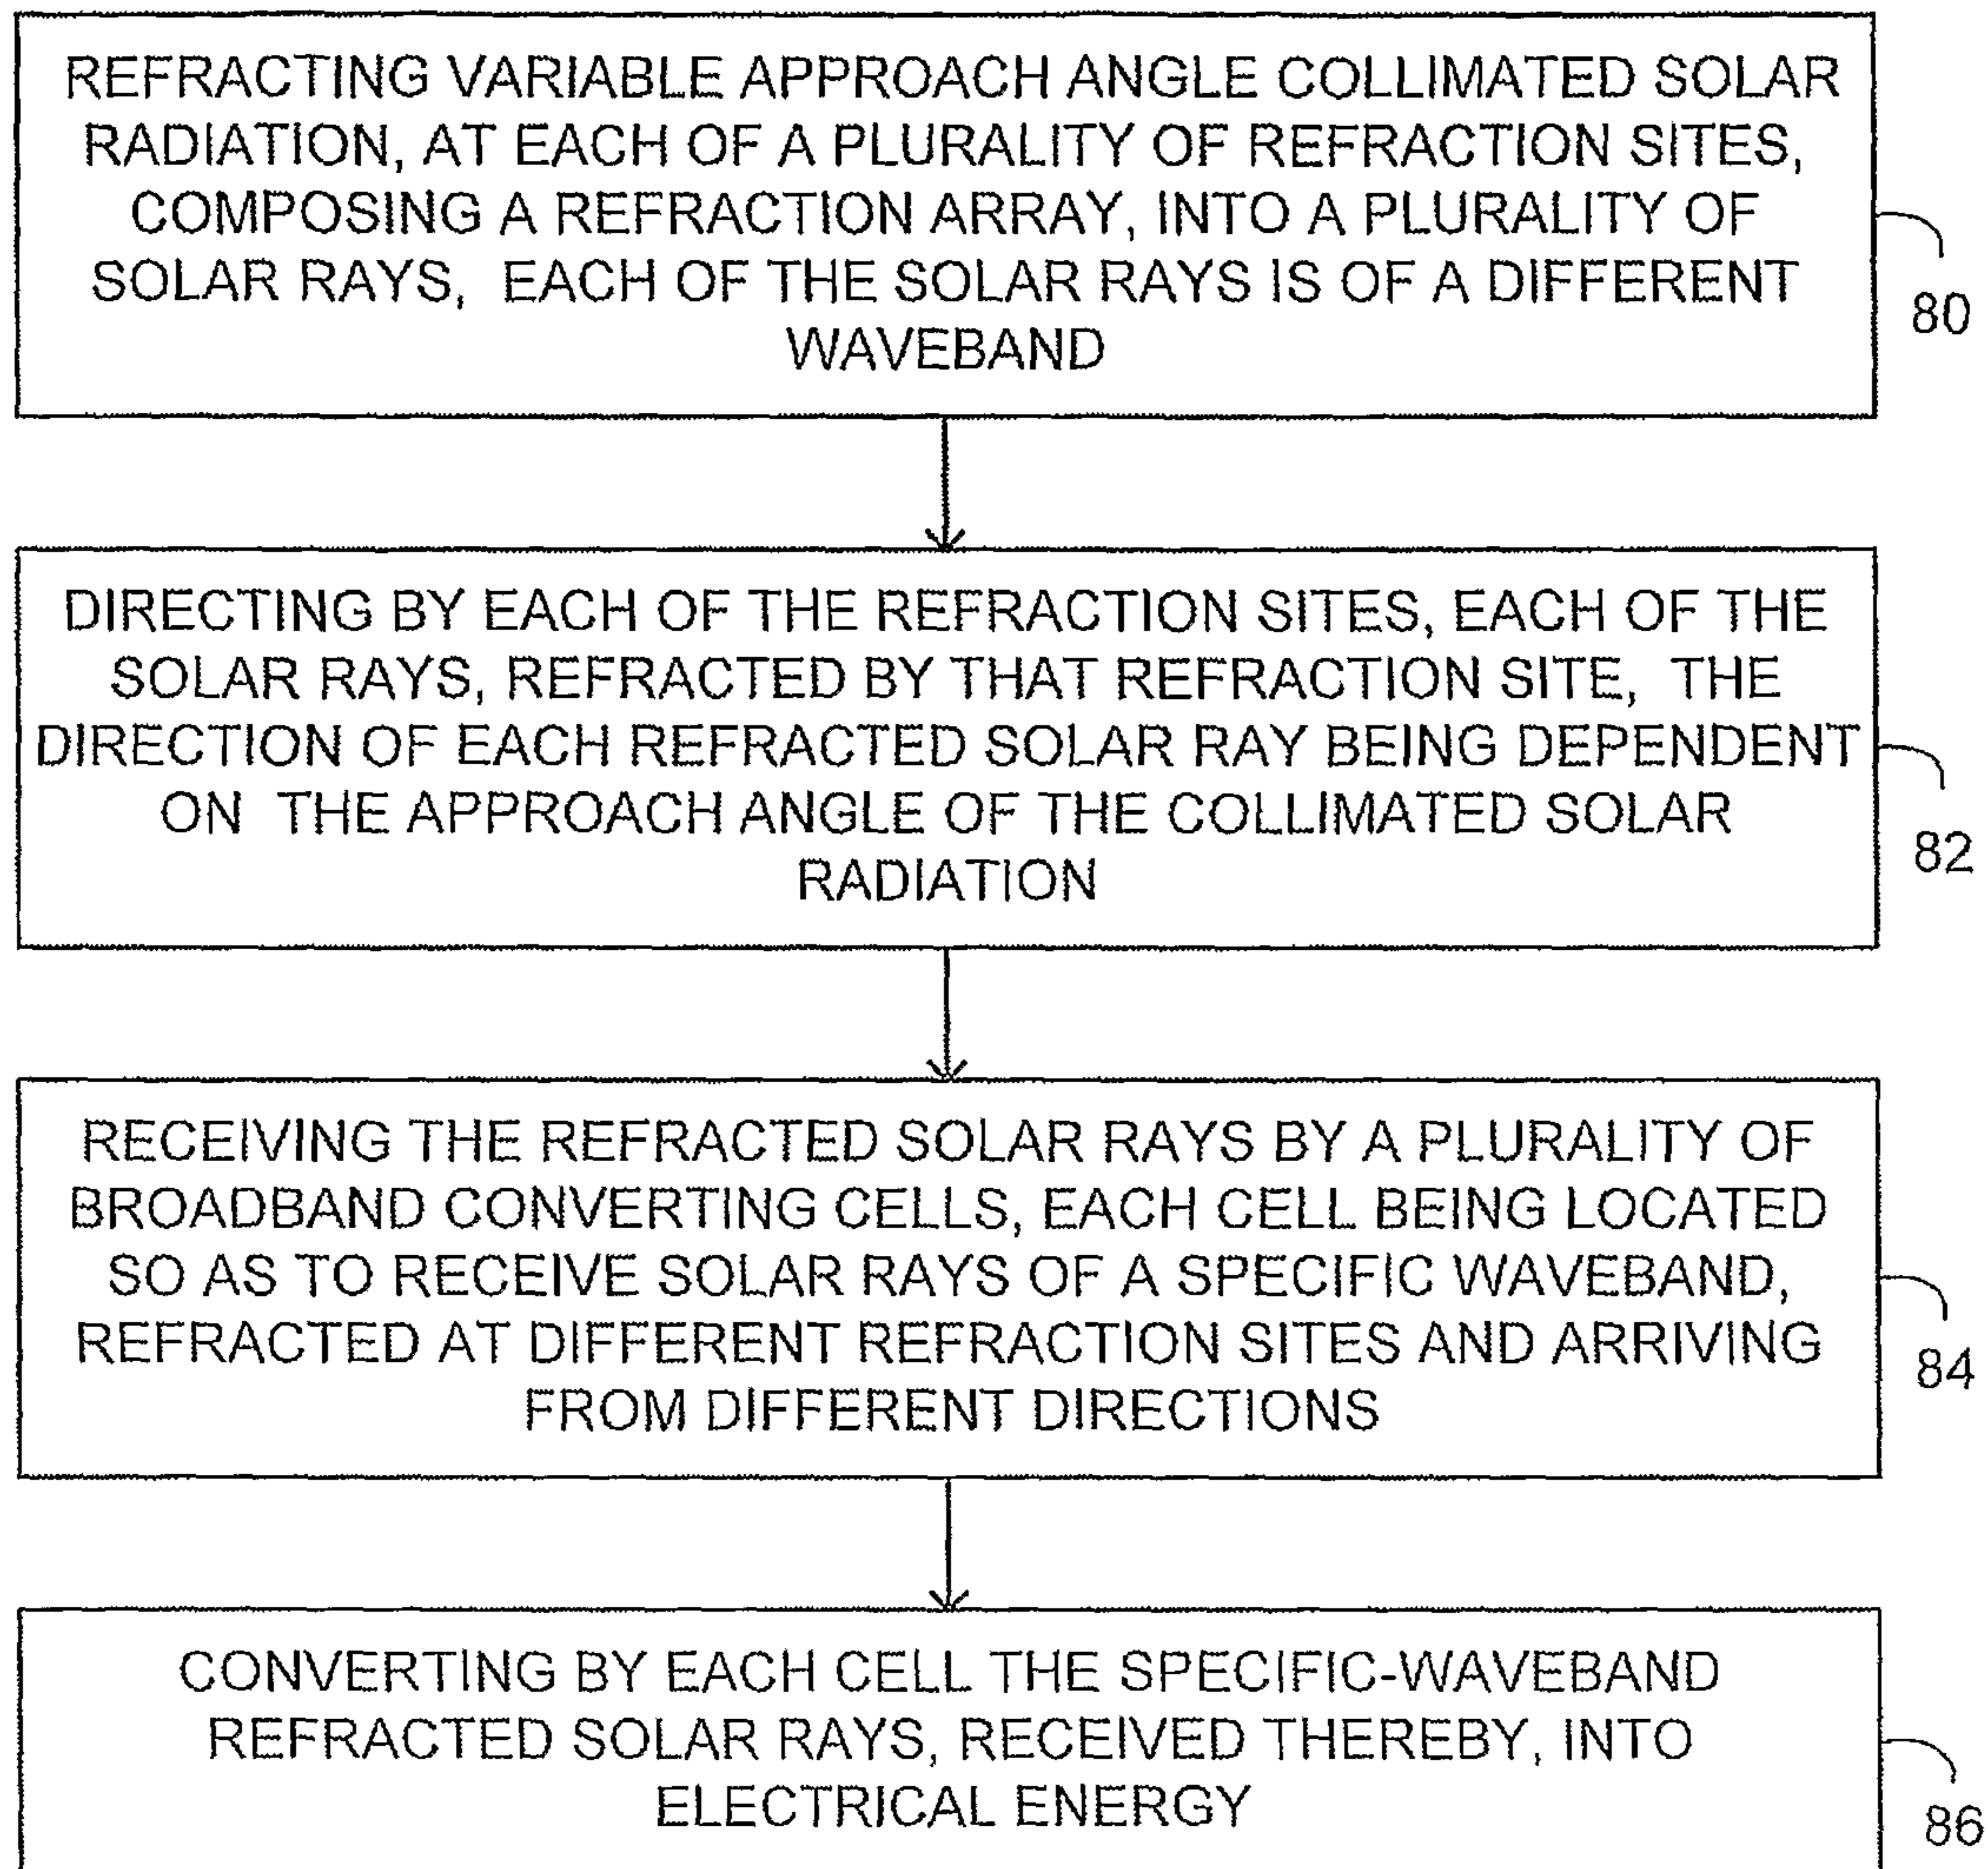 REFRACTING VARIABLE APPROACH ANGLE COLLIMATED SOLAR
RADIATION, AT EACH OF A PLURALITY OF REFRACTION SITES,
COMPOSING A REFRACTION ARRAY, INTO A PLURALITY OF
SOLAR RAYS, EACH OF THE SOLAR RAYS IS OF A DIFFERENT
WAVEBAND
80
DIRECTING BY EACH OF THE REFRACTION SITES, EACH OF THE
SOLAR RAYS, REFRACTED BY THAT REFRACTION SITE, THE
DIRECTION OF EACH REFRACTED SOLAR RAY BEING DEPENDENT
ON THE APPROACH ANGLE OF THE COLLIMATED SOLAR
RADIATION
82
RECEIVING THE REFRACTED SOLAR RAYS BY A PLURALITY OF
BROADBAND CONVERTING CELLS, EACH CELL BEING LOCATED
SO AS TO RECEIVE SOLAR RAYS OF A SPECIFIC WAVEBAND,
REFRACTED AT DIFFERENT REFRACTION SITES AND ARRIVING
FROM DIFFERENT DIRECTIONS
84
CONVERTING BY EACH CELL THE SPECIFIC-WAVEBAND
REFRACTED SOLAR RAYS, RECEIVED THEREBY, INTO
ELECTRICAL ENERGY
86